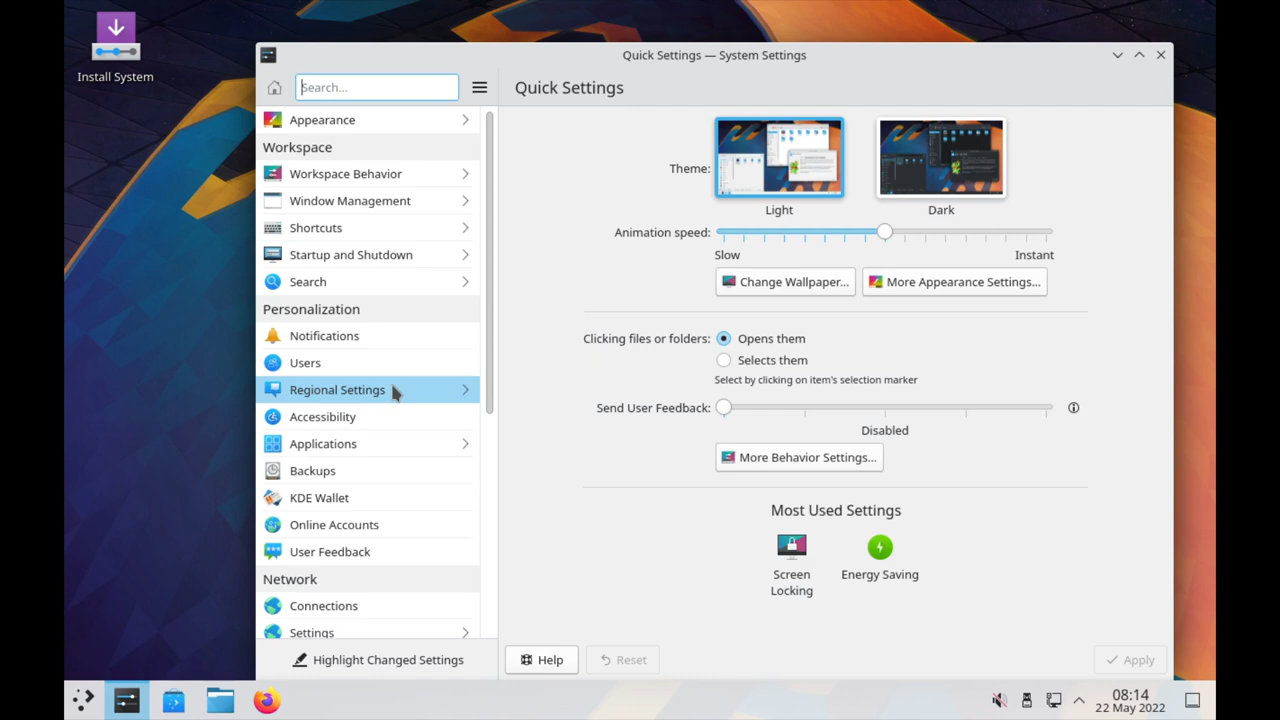 Install System
Quick Settings — System Settings
Search...
Quick Settings
Appearance
Workspace
Workspace Behavior
Window Management
Shortcuts
Startup and Shutdown
Search
Personalization
Notifications
Users
Regional Settings
Accessibility
Applications
Backups
KDE Wallet
Online Accounts
User Feedback
Network
Connections
Settings
Highlight Changed Settings
Theme:
Light
Dark
Animation speed:
Slow
Instant
Change Wallpaper...
More Appearance Settings...
Clicking files or folders:
Opens them
Selects them
Select by clicking on item's selection marker
Send User Feedback:
Disabled
More Behavior Settings...
Most Used Settings
Screen
Locking
Energy Saving
Help
Reset
Apply
08:14
22 May 2022